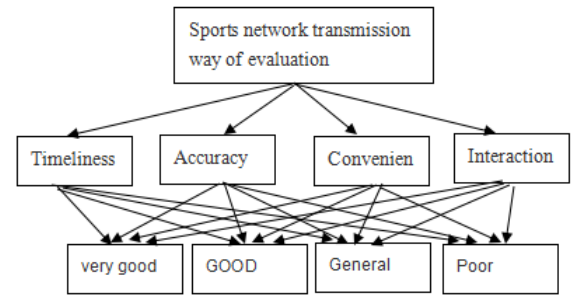 Sports network transmission
way of evaluation
Timeliness
Accuracy
Convenien
Interaction
very good
GOOD
General
Poor